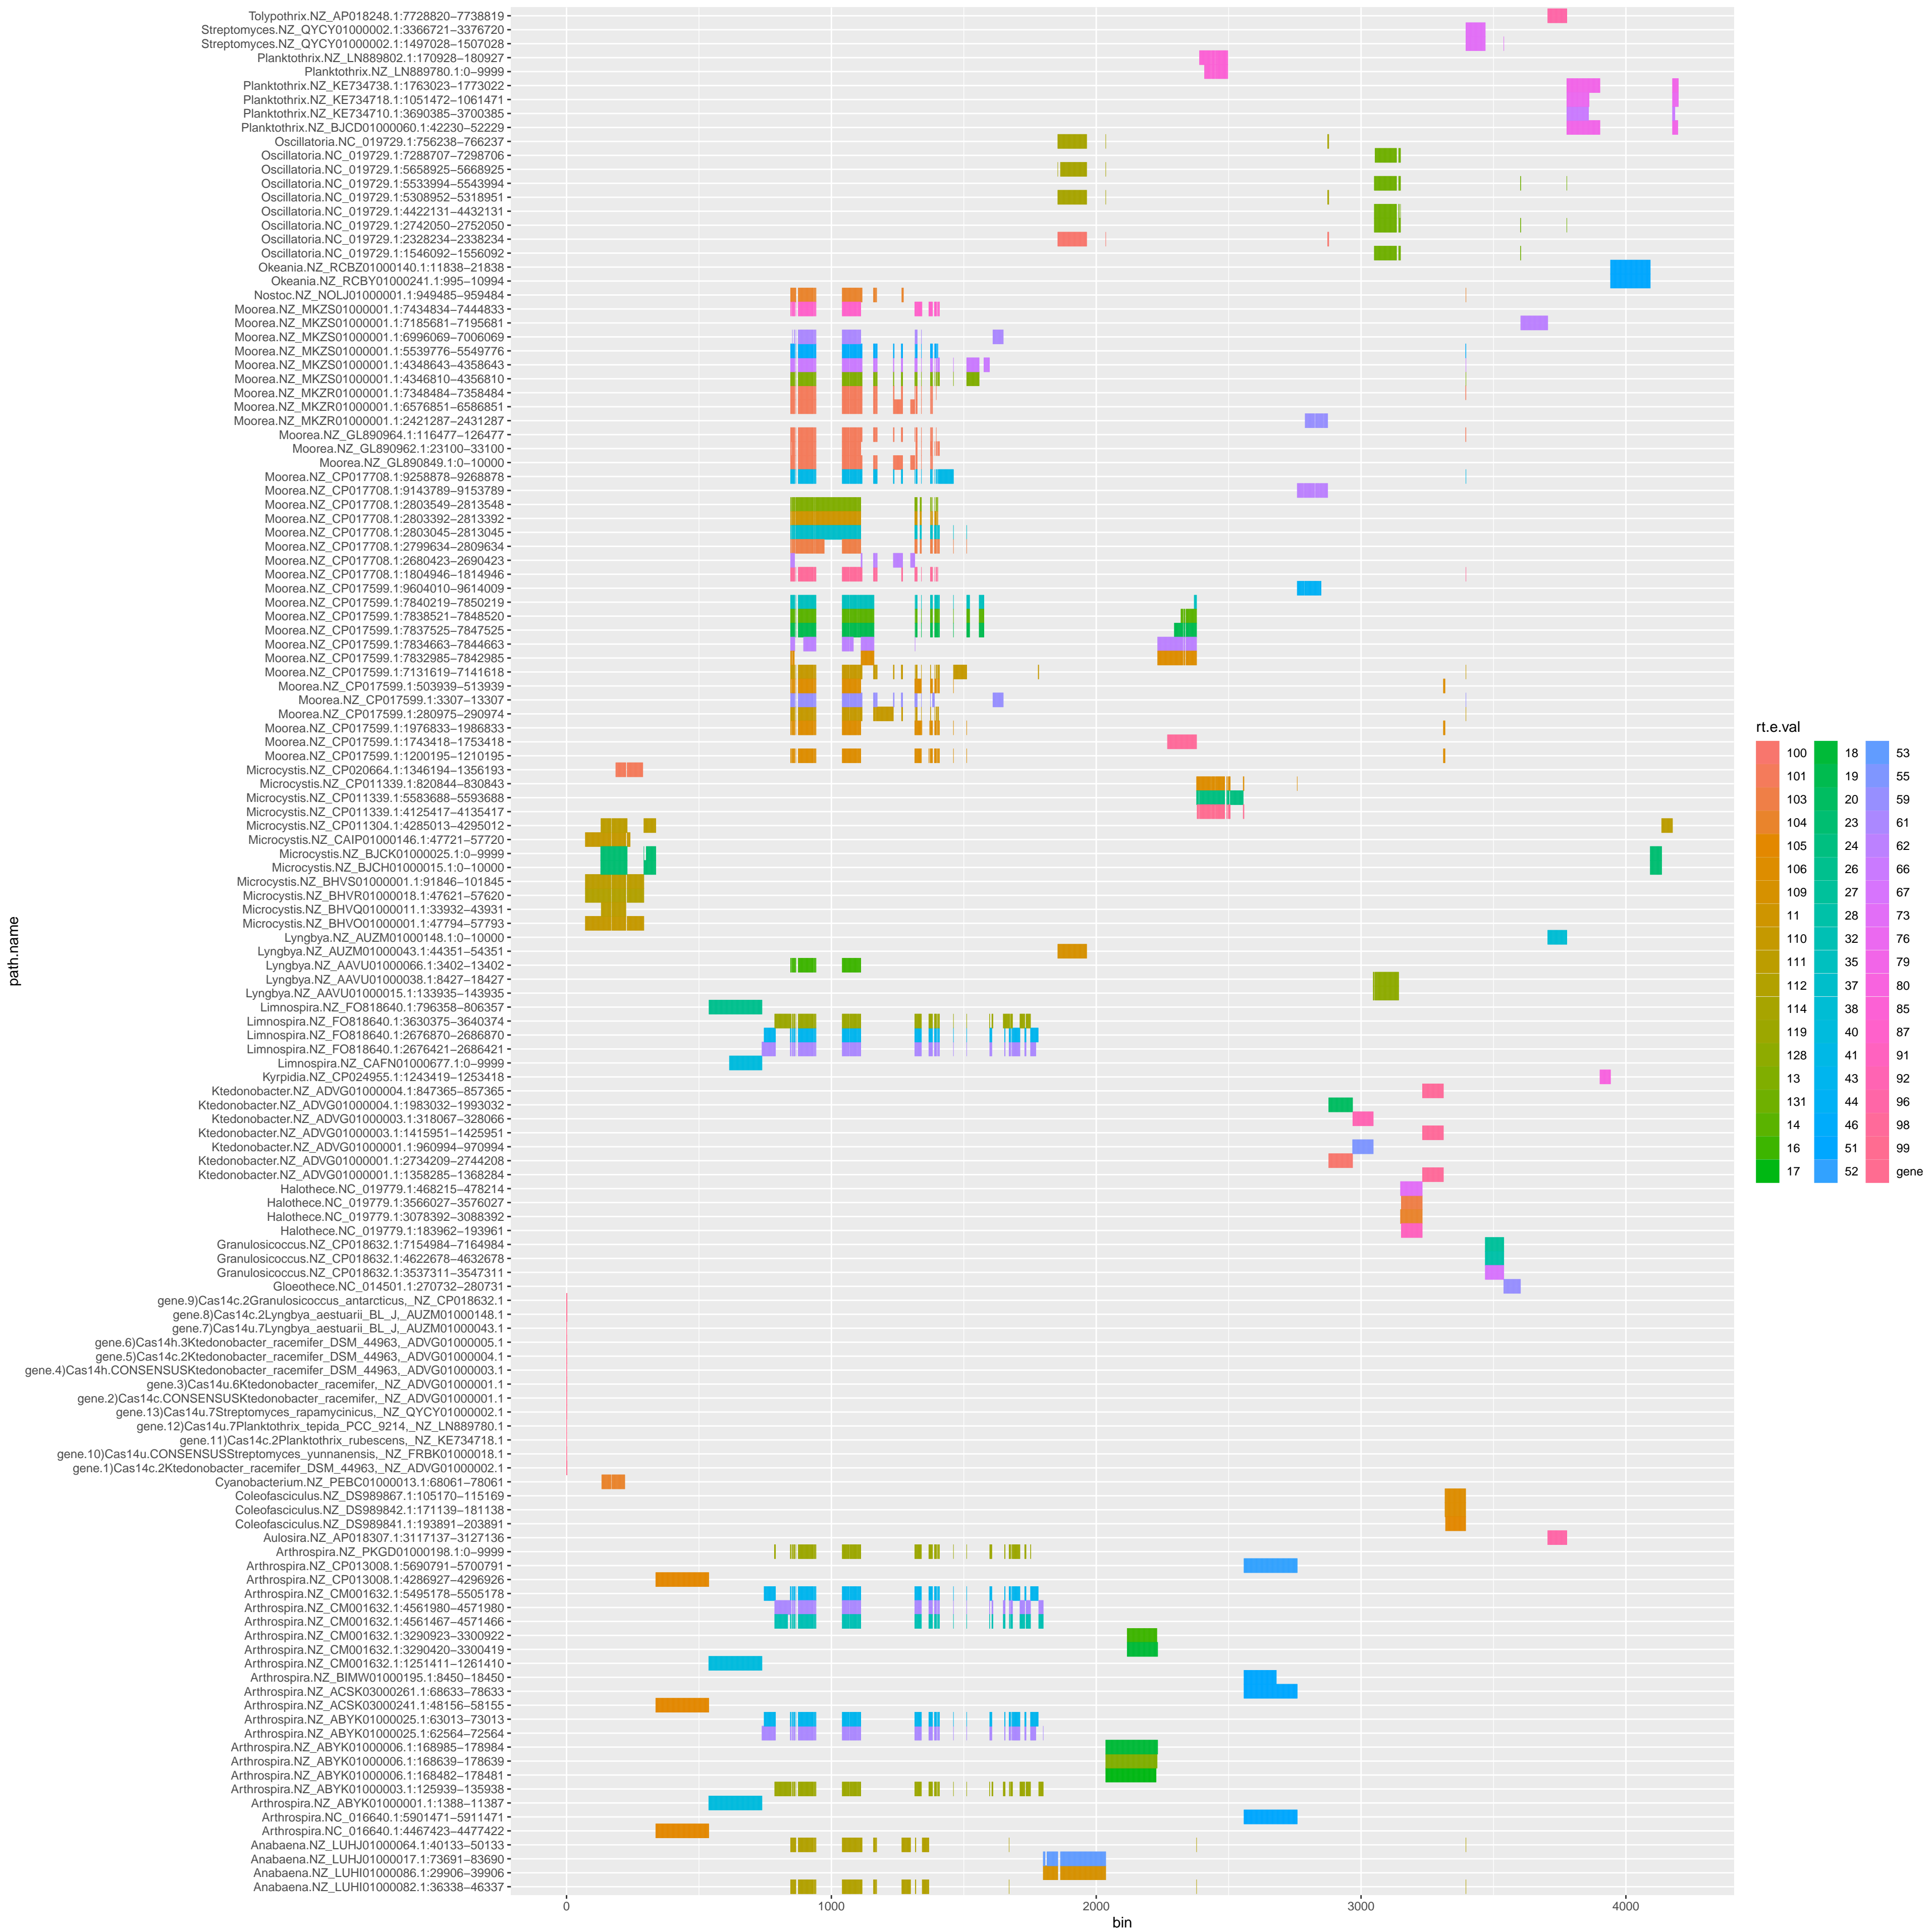 Tolypothrix.NZ_AP018248.1:7728820−7738819
Streptomyces.NZ_QYCY01000002.1:3366721−3376720
Streptomyces.NZ_QYCY01000002.1:1497028−1507028
Planktothrix.NZ_LN889802.1:170928−180927
Planktothrix.NZ_LN889780.1:0−9999
Planktothrix.NZ_KE734738.1:1763023−1773022
Planktothrix.NZ_KE734718.1:1051472−1061471
Planktothrix.NZ_KE734710.1:3690385−3700385
Planktothrix.NZ_BJCD01000060.1:42230−52229
Oscillatoria.NC_019729.1:756238−766237
Oscillatoria.NC_019729.1:7288707−7298706
Oscillatoria.NC_019729.1:5658925−5668925
Oscillatoria.NC_019729.1:5533994−5543994
Oscillatoria.NC_019729.1:5308952−5318951
Oscillatoria.NC_019729.1:4422131−4432131
Oscillatoria.NC_019729.1:2742050−2752050
Oscillatoria.NC_019729.1:2328234−2338234
Oscillatoria.NC_019729.1:1546092−1556092
Okeania.NZ_RCBZ01000140.1:11838−21838
Okeania.NZ_RCBY01000241.1:995−10994
Nostoc.NZ_NOLJ01000001.1:949485−959484
Moorea.NZ_MKZS01000001.1:7434834−7444833
Moorea.NZ_MKZS01000001.1:7185681−7195681
Moorea.NZ_MKZS01000001.1:6996069−7006069
Moorea.NZ_MKZS01000001.1:5539776−5549776
Moorea.NZ_MKZS01000001.1:4348643−4358643
Moorea.NZ_MKZS01000001.1:4346810−4356810
Moorea.NZ_MKZR01000001.1:7348484−7358484
Moorea.NZ_MKZR01000001.1:6576851−6586851
Moorea.NZ_MKZR01000001.1:2421287−2431287
Moorea.NZ_GL890964.1:116477−126477
Moorea.NZ_GL890962.1:23100−33100
Moorea.NZ_GL890849.1:0−10000
Moorea.NZ_CP017708.1:9258878−9268878
Moorea.NZ_CP017708.1:9143789−9153789
Moorea.NZ_CP017708.1:2803549−2813548
Moorea.NZ_CP017708.1:2803392−2813392
Moorea.NZ_CP017708.1:2803045−2813045
Moorea.NZ_CP017708.1:2799634−2809634
Moorea.NZ_CP017708.1:2680423−2690423
Moorea.NZ_CP017708.1:1804946−1814946
Moorea.NZ_CP017599.1:9604010−9614009
Moorea.NZ_CP017599.1:7840219−7850219
Moorea.NZ_CP017599.1:7838521−7848520
Moorea.NZ_CP017599.1:7837525−7847525
Moorea.NZ_CP017599.1:7834663−7844663
Moorea.NZ_CP017599.1:7832985−7842985
Moorea.NZ_CP017599.1:7131619−7141618
Moorea.NZ_CP017599.1:503939−513939
Moorea.NZ_CP017599.1:3307−13307
Moorea.NZ_CP017599.1:280975−290974
Moorea.NZ_CP017599.1:1976833−1986833
Moorea.NZ_CP017599.1:1743418−1753418
Moorea.NZ_CP017599.1:1200195−1210195
Microcystis.NZ_CP020664.1:1346194−1356193
Microcystis.NZ_CP011339.1:820844−830843
Microcystis.NZ_CP011339.1:5583688−5593688
Microcystis.NZ_CP011339.1:4125417−4135417
Microcystis.NZ_CP011304.1:4285013−4295012
Microcystis.NZ_CAIP01000146.1:47721−57720
Microcystis.NZ_BJCK01000025.1:0−9999
Microcystis.NZ_BJCH01000015.1:0−10000
Microcystis.NZ_BHVS01000001.1:91846−101845
Microcystis.NZ_BHVR01000018.1:47621−57620
Microcystis.NZ_BHVQ01000011.1:33932−43931
Microcystis.NZ_BHVO01000001.1:47794−57793
Lyngbya.NZ_AUZM01000148.1:0−10000
Lyngbya.NZ_AUZM01000043.1:44351−54351
Lyngbya.NZ_AAVU01000066.1:3402−13402
Lyngbya.NZ_AAVU01000038.1:8427−18427
Lyngbya.NZ_AAVU01000015.1:133935−143935
Limnospira.NZ_FO818640.1:796358−806357
Limnospira.NZ_FO818640.1:3630375−3640374
Limnospira.NZ_FO818640.1:2676870−2686870
Limnospira.NZ_FO818640.1:2676421−2686421
Limnospira.NZ_CAFN01000677.1:0−9999
Kyrpidia.NZ_CP024955.1:1243419−1253418
Ktedonobacter.NZ_ADVG01000004.1:847365−857365
Ktedonobacter.NZ_ADVG01000004.1:1983032−1993032
Ktedonobacter.NZ_ADVG01000003.1:318067−328066
Ktedonobacter.NZ_ADVG01000003.1:1415951−1425951
Ktedonobacter.NZ_ADVG01000001.1:960994−970994
Ktedonobacter.NZ_ADVG01000001.1:2734209−2744208
Ktedonobacter.NZ_ADVG01000001.1:1358285−1368284
Halothece.NC_019779.1:468215−478214
Halothece.NC_019779.1:3566027−3576027
Halothece.NC_019779.1:3078392−3088392
Halothece.NC_019779.1:183962−193961
Granulosicoccus.NZ_CP018632.1:7154984−7164984
Granulosicoccus.NZ_CP018632.1:4622678−4632678
Granulosicoccus.NZ_CP018632.1:3537311−3547311
Gloeothece.NC_014501.1:270732−280731
gene.9)Cas14c.2Granulosicoccus_antarcticus,_NZ_CP018632.1
gene.8)Cas14c.2Lyngbya_aestuarii_BL_J,_AUZM01000148.1
gene.7)Cas14u.7Lyngbya_aestuarii_BL_J,_AUZM01000043.1
gene.6)Cas14h.3Ktedonobacter_racemifer_DSM_44963,_ADVG01000005.1
gene.5)Cas14c.2Ktedonobacter_racemifer_DSM_44963,_ADVG01000004.1
gene.4)Cas14h.CONSENSUSKtedonobacter_racemifer_DSM_44963,_ADVG01000003.1
gene.3)Cas14u.6Ktedonobacter_racemifer,_NZ_ADVG01000001.1
gene.2)Cas14c.CONSENSUSKtedonobacter_racemifer,_NZ_ADVG01000001.1
gene.13)Cas14u.7Streptomyces_rapamycinicus,_NZ_QYCY01000002.1
gene.12)Cas14u.7Planktothrix_tepida_PCC_9214,_NZ_LN889780.1
gene.11)Cas14c.2Planktothrix_rubescens,_NZ_KE734718.1
gene.10)Cas14u.CONSENSUSStreptomyces_yunnanensis,_NZ_FRBK01000018.1
gene.1)Cas14c.2Ktedonobacter_racemifer_DSM_44963,_NZ_ADVG01000002.1
Cyanobacterium.NZ_PEBC01000013.1:68061−78061
Coleofasciculus.NZ_DS989867.1:105170−115169
Coleofasciculus.NZ_DS989842.1:171139−181138
Coleofasciculus.NZ_DS989841.1:193891−203891
Aulosira.NZ_AP018307.1:3117137−3127136
Arthrospira.NZ_PKGD01000198.1:0−9999
Arthrospira.NZ_CP013008.1:5690791−5700791
Arthrospira.NZ_CP013008.1:4286927−4296926
Arthrospira.NZ_CM001632.1:5495178−5505178
Arthrospira.NZ_CM001632.1:4561980−4571980
Arthrospira.NZ_CM001632.1:4561467−4571466
Arthrospira.NZ_CM001632.1:3290923−3300922
Arthrospira.NZ_CM001632.1:3290420−3300419
Arthrospira.NZ_CM001632.1:1251411−1261410
Arthrospira.NZ_BIMW01000195.1:8450−18450
Arthrospira.NZ_ACSK03000261.1:68633−78633
Arthrospira.NZ_ACSK03000241.1:48156−58155
Arthrospira.NZ_ABYK01000025.1:63013−73013
Arthrospira.NZ_ABYK01000025.1:62564−72564
Arthrospira.NZ_ABYK01000006.1:168985−178984
Arthrospira.NZ_ABYK01000006.1:168639−178639
Arthrospira.NZ_ABYK01000006.1:168482−178481
Arthrospira.NZ_ABYK01000003.1:125939−135938
Arthrospira.NZ_ABYK01000001.1:1388−11387
Arthrospira.NC_016640.1:5901471−5911471
Arthrospira.NC_016640.1:4467423−4477422
Anabaena.NZ_LUHJ01000064.1:40133−50133
Anabaena.NZ_LUHJ01000017.1:73691−83690
Anabaena.NZ_LUHI01000086.1:29906−39906
Anabaena.NZ_LUHI01000082.1:36338−46337
path.name
0 1000 2000 3000 4000
bin
rt.e.val
100 18 53
101 19 55
103 20 59
104 23 61
105 24 62
106 26 66
109 27 67
11 28 73
110 32 76
111 35 79
112 37 80
114 38 85
119 40 87
128 41 91
13 43 92
131 44 96
14 46 98
16 51 99
17 52 gene